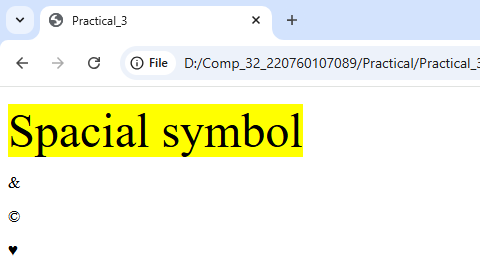 Practical_3
File D:/Comp_32_220760107089/Practical/Practical_3
Spacial symbol
&
©
♥